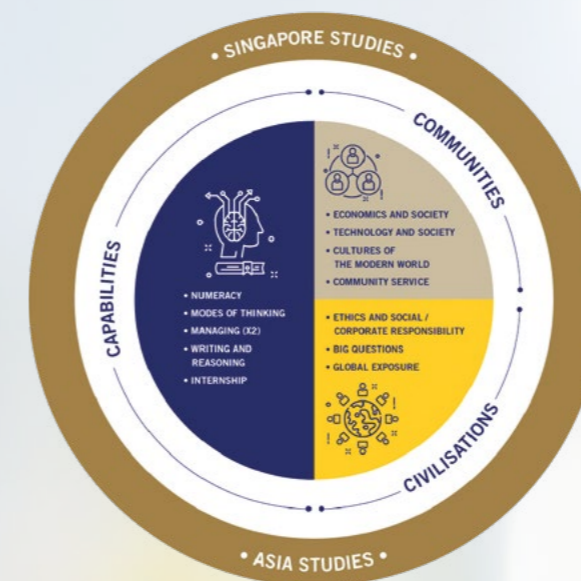 • SINGAPORE STUDIES •
COMMUNITIES
CAPABILITIES
• NUMERACY
• MODES OF THINKING
• MANAGING (X2)
• WRITING AND
REASONING
• INTERNSHIP
• ECONOMICS AND SOCIETY
• TECHNOLOGY AND SOCIETY
• CULTURES OF
THE MODERN WORLD
• COMMUNITY SERVICE
• ETHICS AND SOCIAL /
CORPORATE RESPONSIBILITY
• BIG QUESTIONS
• GLOBAL EXPOSURE
CIVILISATIONS
• ASIA STUDIES •